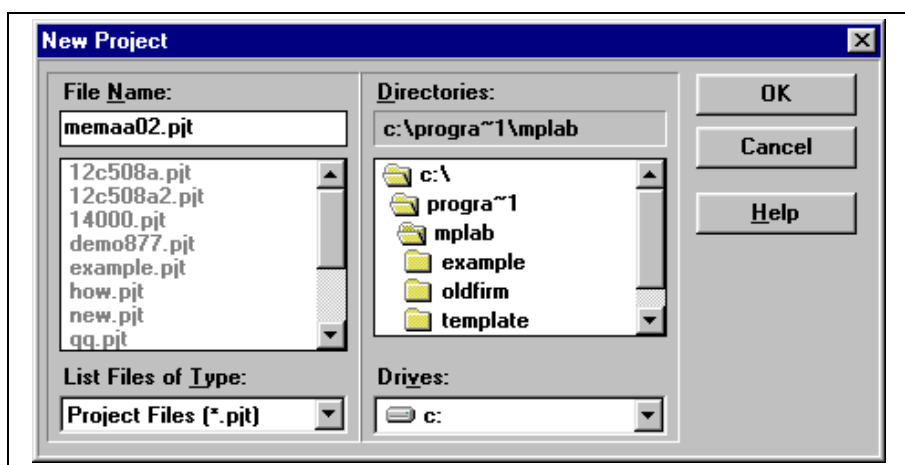 New Project
File Name:
memaa02.pjt
12c508a.pjt
12c508a2.pjt
14000.pjt
demo877.pjt
example.pjt
how.pjt
new.pjt
qq.pjt
List Files of Type:
Project Files (*.pjt)
Directories:
c:\progra~1\mplab
c:\
progra~1
mplab
example
oldfirm
template
Drives:
c:
OK
Cancel
Help